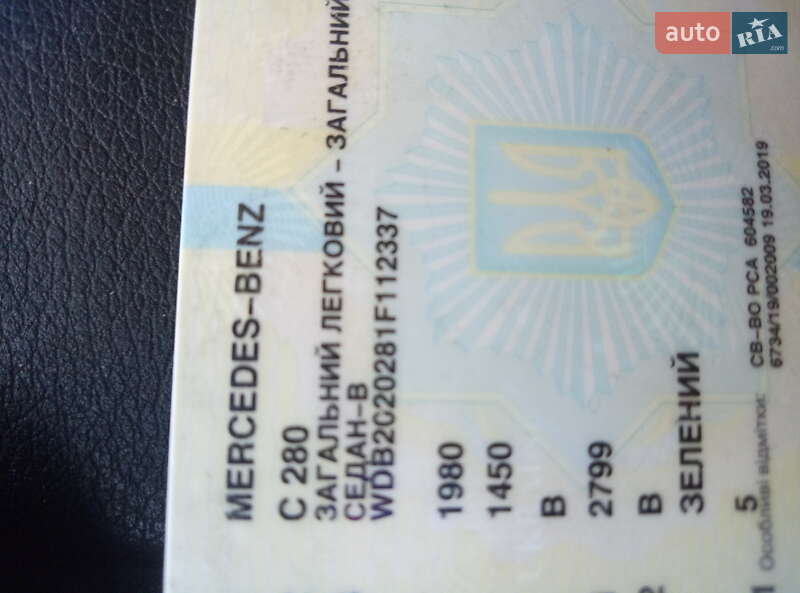 auto RIA
.com
MERCEDES-BENZ
C 280
ЗАГАЛЬНИЙ ЛЕГКОВИЙ - ЗАГАЛЬНИЙ
СЕДАН-В
WDB2020281F112337
1980
1450
B
2799
B
ЗЕЛЕНИЙ
5
Особливі відмітки:
СВ-ВО РСА 604582
6734/19/002009 19.03.2019